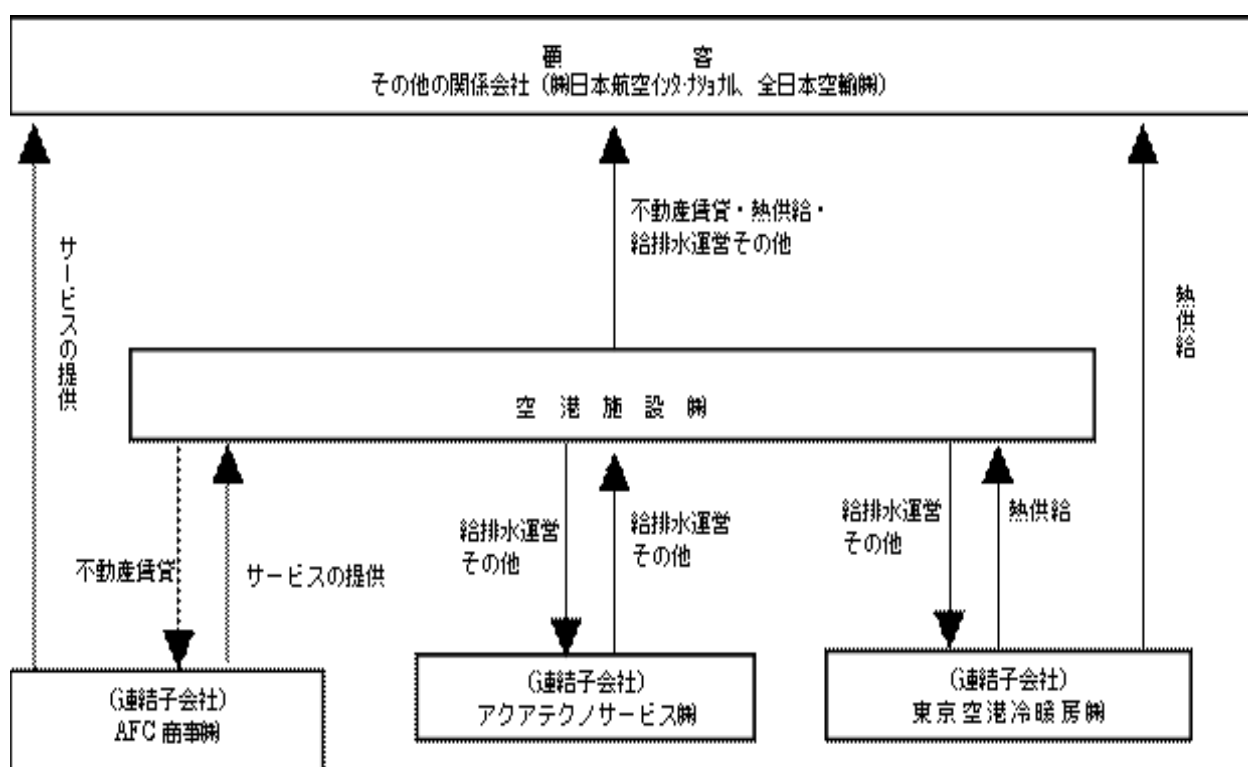 顧　　　客
その他の関係会社（㈱日本航空ｲﾝﾀ-ﾅｼｮﾅﾙ、全日本空輸㈱）
サービスの提供
不動産賃貸・熱供給・
給排水運営その他
熱供給
空　港　施　設　㈱
不動産賃貸
サービスの提供
給排水運営
その他
給排水運営
その他
給排水運営
その他
熱供給
(連結子会社)
AFC 商事㈱
(連結子会社)
アクアテクノサービス㈱
(連結子会社)
東京空港冷暖房㈱